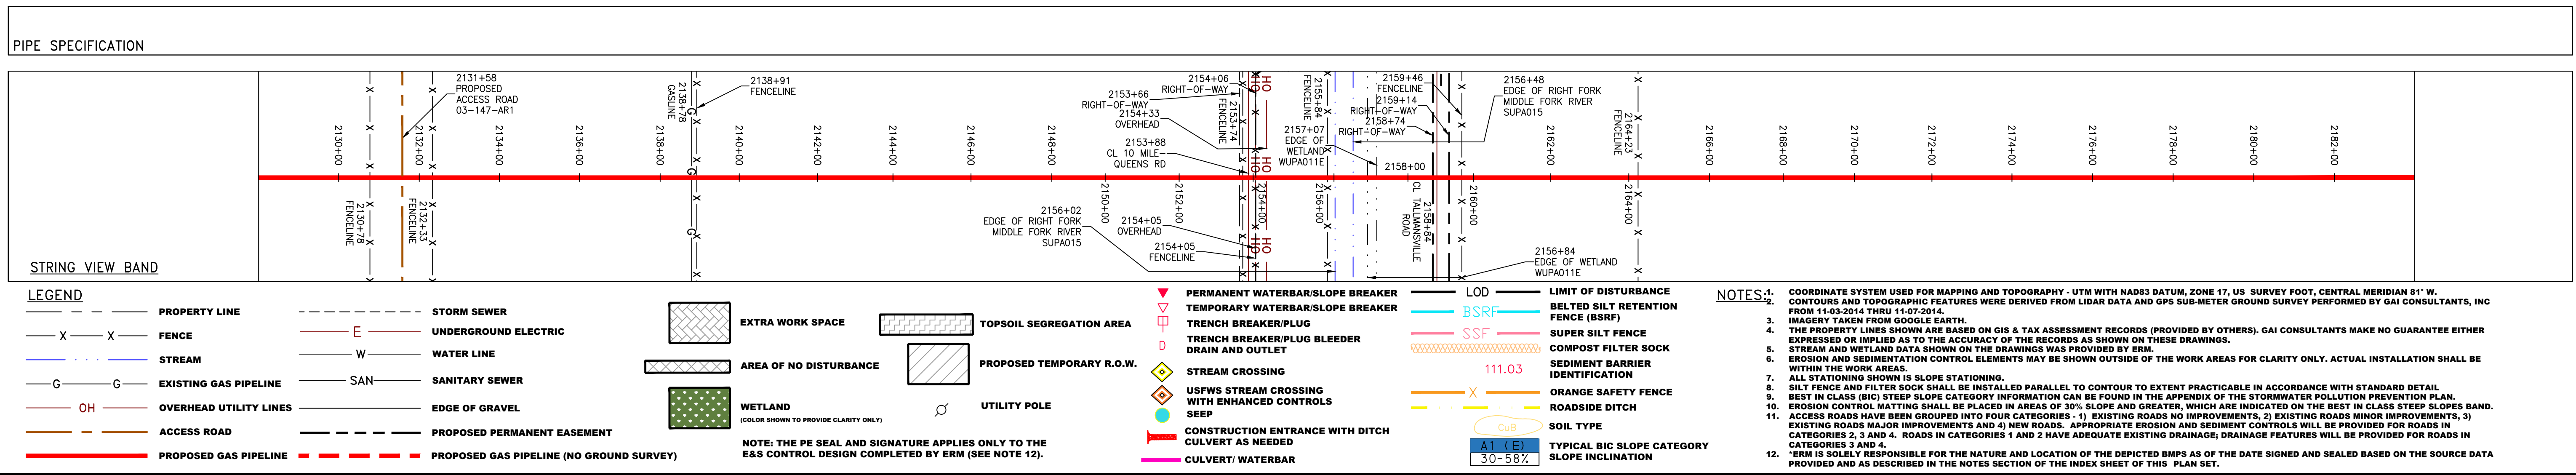 PIPE SPECIFICATION
2130+00
2130+78
FENCELINE
2131+58
PROPOSED
ACCESS ROAD
03-147-AR1
2132+00
2132+33
FENCELINE
2134+00
2136+00
2138+00
2138+78
GASLINE
2138+91
FENCELINE
2140+00
2142+00
2144+00
2146+00
2148+00
2150+00
2152+00
2154+06
RIGHT-OF-WAY
2153+66
RIGHT-OF-WAY
2154+33
OVERHEAD
2153+74
FENCELINE
2153+88
CL 10 MILE-
QUEENS RD
2154+00
2156+02
EDGE OF RIGHT FORK
MIDDLE FORK RIVER
SUPA015
2154+05
OVERHEAD
2154+05
FENCELINE
OH
OH
OH
OH
OH
OH
2155+84
FENCELINE
2156+00
2157+07
EDGE OF
WETLAND
WUPA011E
2159+46
FENCELINE
2159+14
RIGHT-OF-WAY
2158+74
RIGHT-OF-WAY
2156+48
EDGE OF RIGHT FORK
MIDDLE FORK RIVER
SUPA015
2158+00
2158+84
CL TALLMANSVILLE
ROAD
2156+84
EDGE OF WETLAND
WUPA011E
2160+00
2162+00
2164+00
2164+23
FENCELINE
2166+00
2168+00
2170+00
2172+00
2174+00
2176+00
2178+00
2180+00
2182+00
STRING VIEW BAND
LEGEND
PROPERTY LINE
X X FENCE
STREAM
G G EXISTING GAS PIPELINE
OH OVERHEAD UTILITY LINES
ACCESS ROAD
PROPOSED GAS PIPELINE
STORM SEWER
E UNDERGROUND ELECTRIC
W WATER LINE
SAN SANITARY SEWER
EDGE OF GRAVEL
PROPOSED PERMANENT EASEMENT
PROPOSED GAS PIPELINE (NO GROUND SURVEY)
EXTRA WORK SPACE
AREA OF NO DISTURBANCE
WETLAND
(COLOR SHOWN TO PROVIDE CLARITY ONLY)
TOPSOIL SEGREGATION AREA
PROPOSED TEMPORARY R.O.W.
UTILITY POLE
NOTE: THE PE SEAL AND SIGNATURE APPLIES ONLY TO THE
E&S CONTROL DESIGN COMPLETED BY ERM (SEE NOTE 12).
PERMANENT WATERBAR/SLOPE BREAKER
TEMPORARY WATERBAR/SLOPE BREAKER
TRENCH BREAKER/PLUG
D TRENCH BREAKER/PLUG BLEEDER
DRAIN AND OUTLET
STREAM CROSSING
USFWS STREAM CROSSING
WITH ENHANCED CONTROLS
SEEP
CONSTRUCTION ENTRANCE WITH DITCH
CULVERT AS NEEDED
CULVERT/ WATERBAR
LOD LIMIT OF DISTURBANCE
BSRF BELTED SILT RETENTION
FENCE (BSRF)
SSF SUPER SILT FENCE
COMPOST FILTER SOCK
111.03 SEDIMENT BARRIER
IDENTIFICATION
X ORANGE SAFETY FENCE
ROADSIDE DITCH
CuB SOIL TYPE
A1 (E) TYPICAL BIC SLOPE CATEGORY
30-58% SLOPE INCLINATION
NOTES:
1. COORDINATE SYSTEM USED FOR MAPPING AND TOPOGRAPHY - UTM WITH NAD83 DATUM, ZONE 17, US SURVEY FOOT, CENTRAL MERIDIAN 81° W.
2. CONTOURS AND TOPOGRAPHIC FEATURES WERE DERIVED FROM LIDAR DATA AND GPS SUB-METER GROUND SURVEY PERFORMED BY GAI CONSULTANTS, INC
FROM 11-03-2014 THRU 11-07-2014.
3. IMAGERY TAKEN FROM GOOGLE EARTH.
4. THE PROPERTY LINES SHOWN ARE BASED ON GIS & TAX ASSESSMENT RECORDS (PROVIDED BY OTHERS). GAI CONSULTANTS MAKE NO GUARANTEE EITHER
EXPRESSED OR IMPLIED AS TO THE ACCURACY OF THE RECORDS AS SHOWN ON THESE DRAWINGS.
5. STREAM AND WETLAND DATA SHOWN ON THE DRAWINGS WAS PROVIDED BY ERM.
6. EROSION AND SEDIMENTATION CONTROL ELEMENTS MAY BE SHOWN OUTSIDE OF THE WORK AREAS FOR CLARITY ONLY. ACTUAL INSTALLATION SHALL BE
WITHIN THE WORK AREAS.
7. ALL STATIONING SHOWN IS SLOPE STATIONING.
8. SILT FENCE AND FILTER SOCK SHALL BE INSTALLED PARALLEL TO CONTOUR TO EXTENT PRACTICABLE IN ACCORDANCE WITH STANDARD DETAIL
9. BEST IN CLASS (BIC) STEEP SLOPE CATEGORY INFORMATION CAN BE FOUND IN THE APPENDIX OF THE STORMWATER POLLUTION PREVENTION PLAN.
10. EROSION CONTROL MATTING SHALL BE PLACED IN AREAS OF 30% SLOPE AND GREATER, WHICH ARE INDICATED ON THE BEST IN CLASS STEEP SLOPES BAND.
11. ACCESS ROADS HAVE BEEN GROUPED INTO FOUR CATEGORIES - 1) EXISTING ROADS NO IMPROVEMENTS, 2) EXISTING ROADS MINOR IMPROVEMENTS, 3)
EXISTING ROADS MAJOR IMPROVEMENTS AND 4) NEW ROADS. APPROPRIATE EROSION AND SEDIMENT CONTROLS WILL BE PROVIDED FOR ROADS IN
CATEGORIES 2, 3 AND 4. ROADS IN CATEGORIES 1 AND 2 HAVE ADEQUATE EXISTING DRAINAGE; DRAINAGE FEATURES WILL BE PROVIDED FOR ROADS IN
CATEGORIES 3 AND 4.
12. *ERM IS SOLELY RESPONSIBLE FOR THE NATURE AND LOCATION OF THE DEPICTED BMPS AS OF THE DATE SIGNED AND SEALED BASED ON THE SOURCE DATA
PROVIDED AND AS DESCRIBED IN THE NOTES SECTION OF THE INDEX SHEET OF THIS PLAN SET.